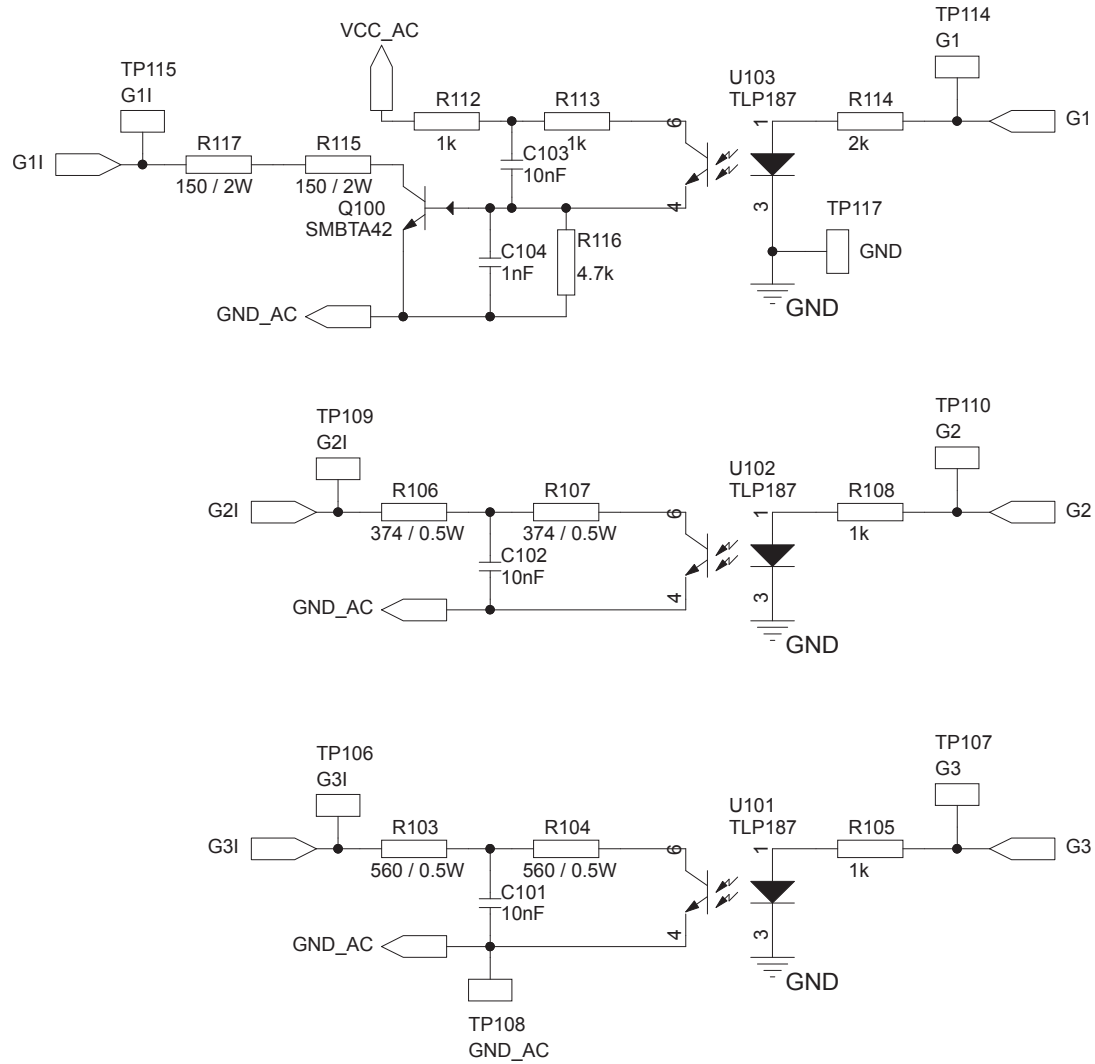 VCC_AC
TP114
G1
TP115
G1I
U103
TLP187
R112
R113
R114
6
1
G1
1k
1k
2k
G1I
R117
R115
C103
10nF
150 / 2W
150 / 2W
Q100
SMBTA42
4
3
TP117
GND
R116
4.7k
C104
1nF
GND_AC
GND
TP109
G2I
TP110
G2
U102
TLP187
R106
R107
R108
6
1
G2I
G2
374 / 0.5W
374 / 0.5W
1k
C102
10nF
GND_AC
4
3
GND
TP106
G3I
TP107
G3
U101
TLP187
R103
R104
R105
6
1
G3I
G3
560 / 0.5W
560 / 0.5W
1k
C101
10nF
GND_AC
4
3
GND
TP108
GND_AC